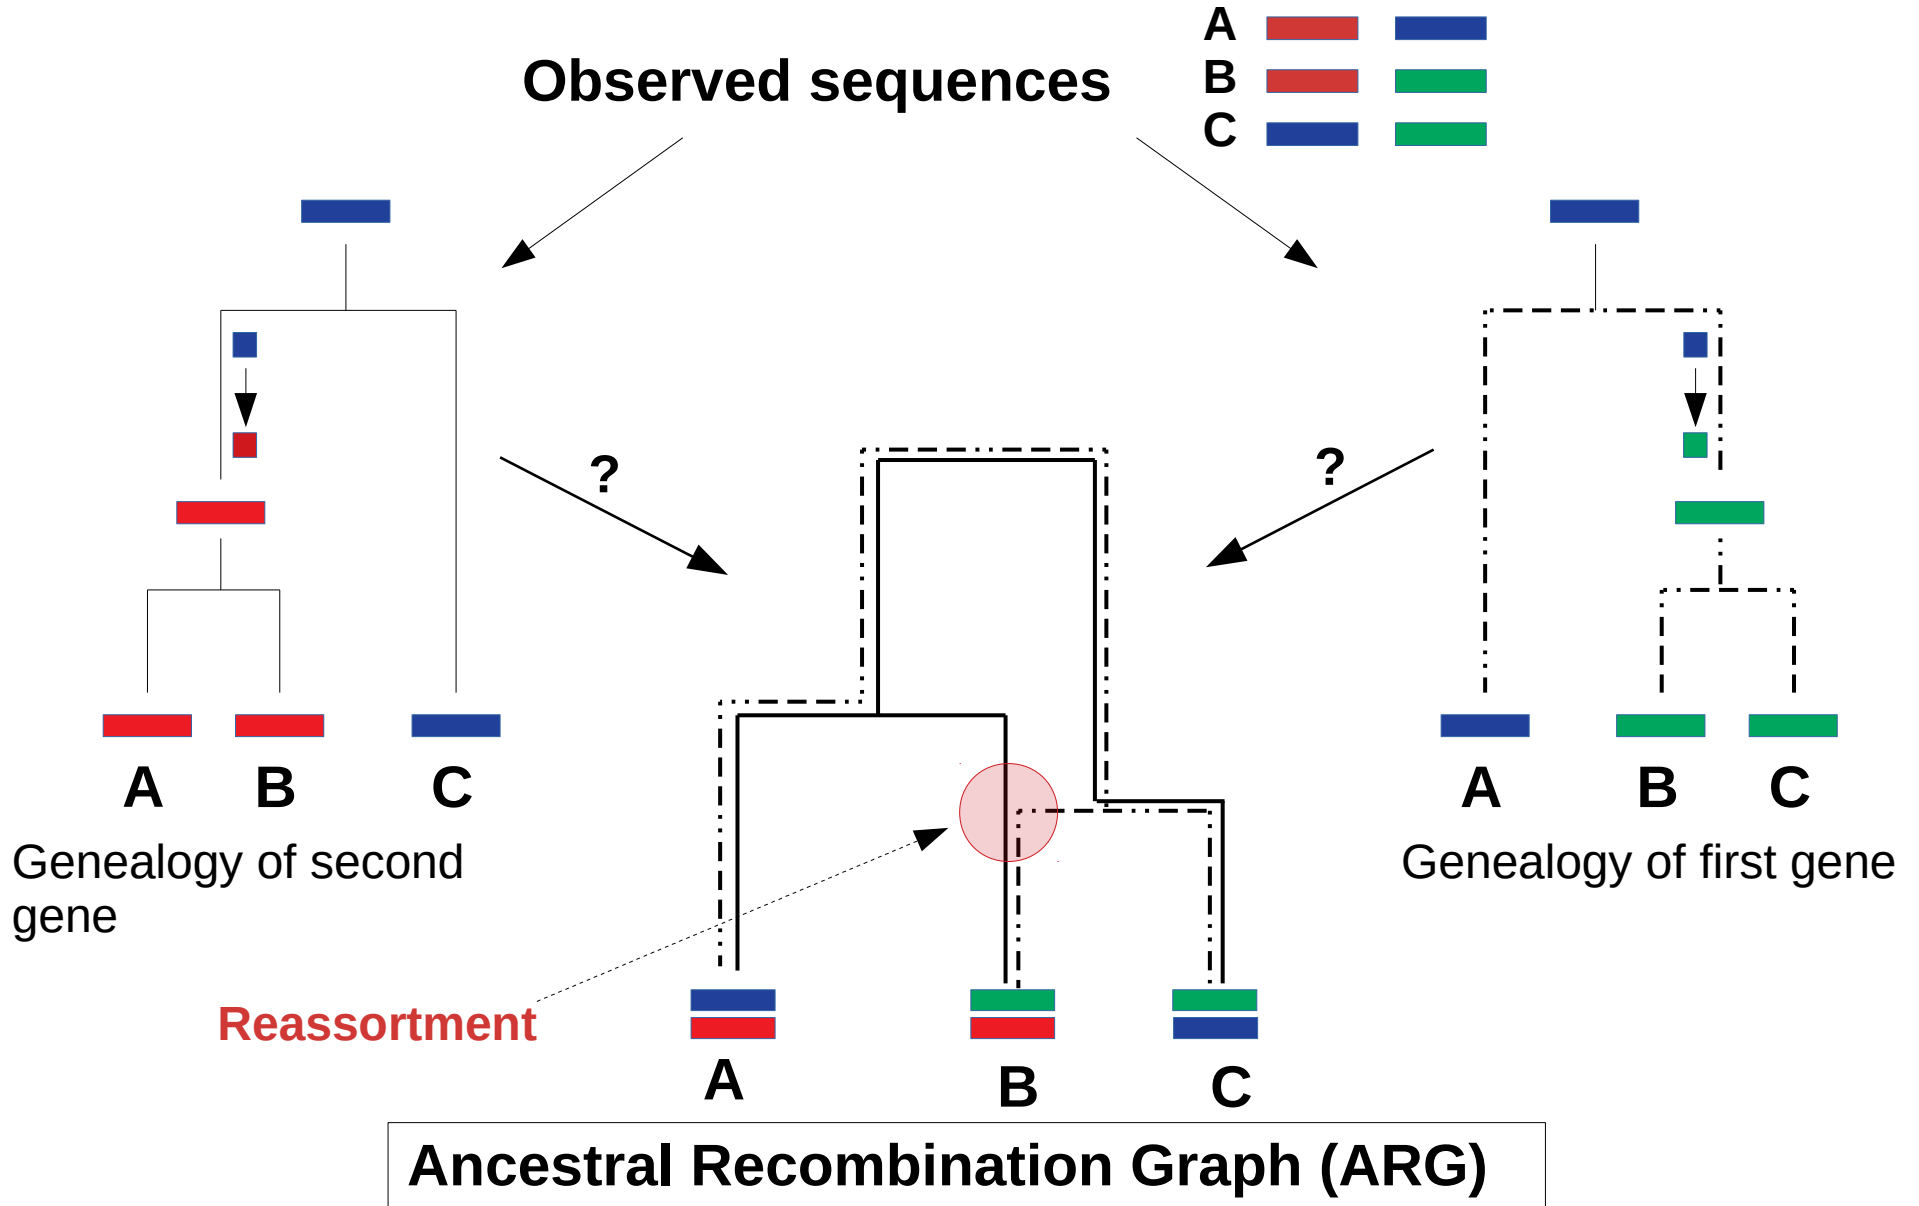 Observed sequences
A
B
C
?
?
A
B
C
Genealogy of second
gene
A
B
C
Genealogy of first gene
Reassortment
A
B
C
Ancestral Recombination Graph (ARG)